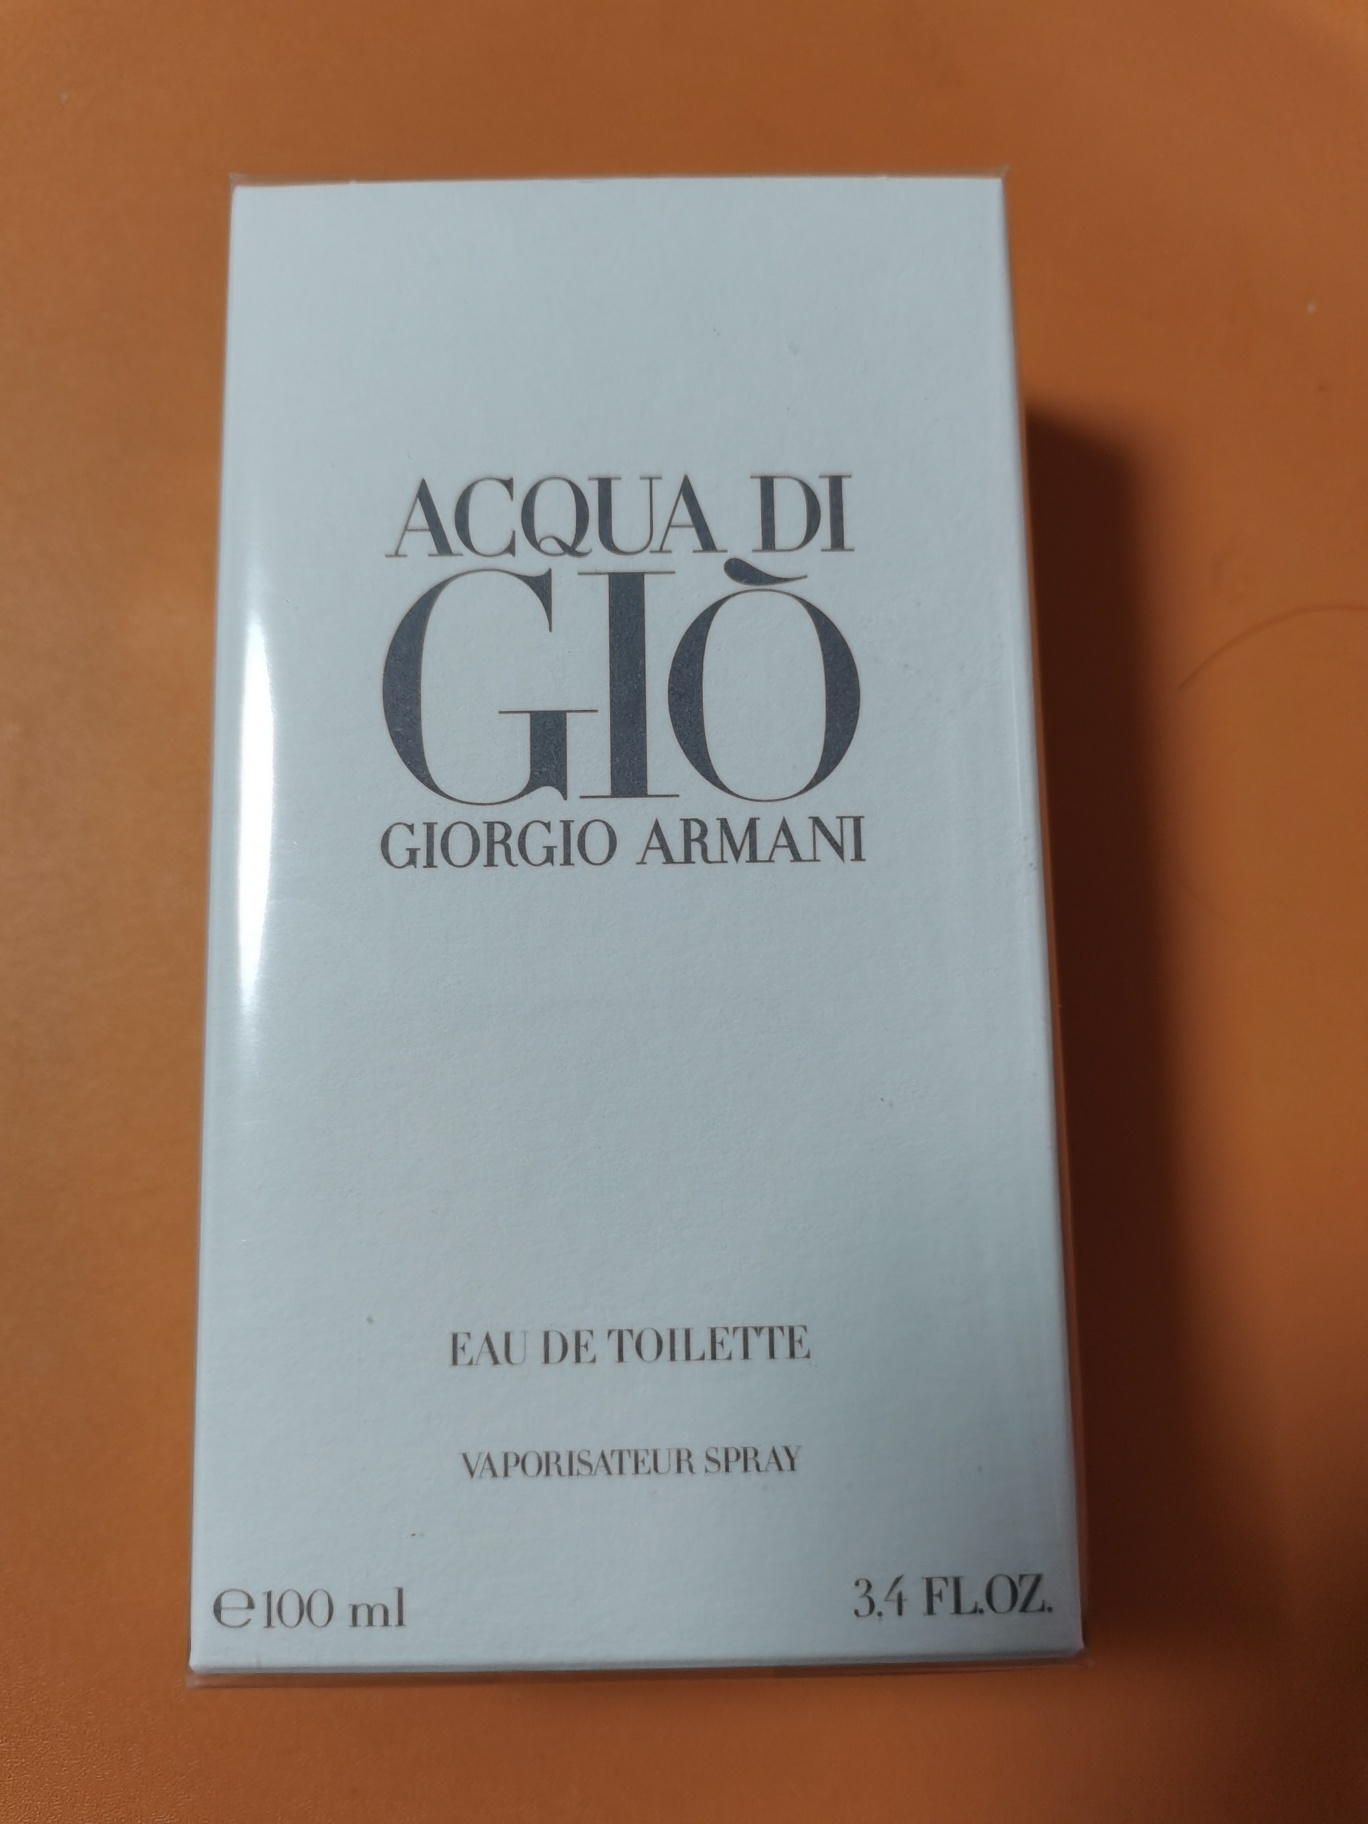 ACQUA DI
GIÒ
GIORGIO ARMANI
EAU DE TOILETTE
VAPORISATEUR SPRAY
℮100 ml 3.4 FL.OZ.